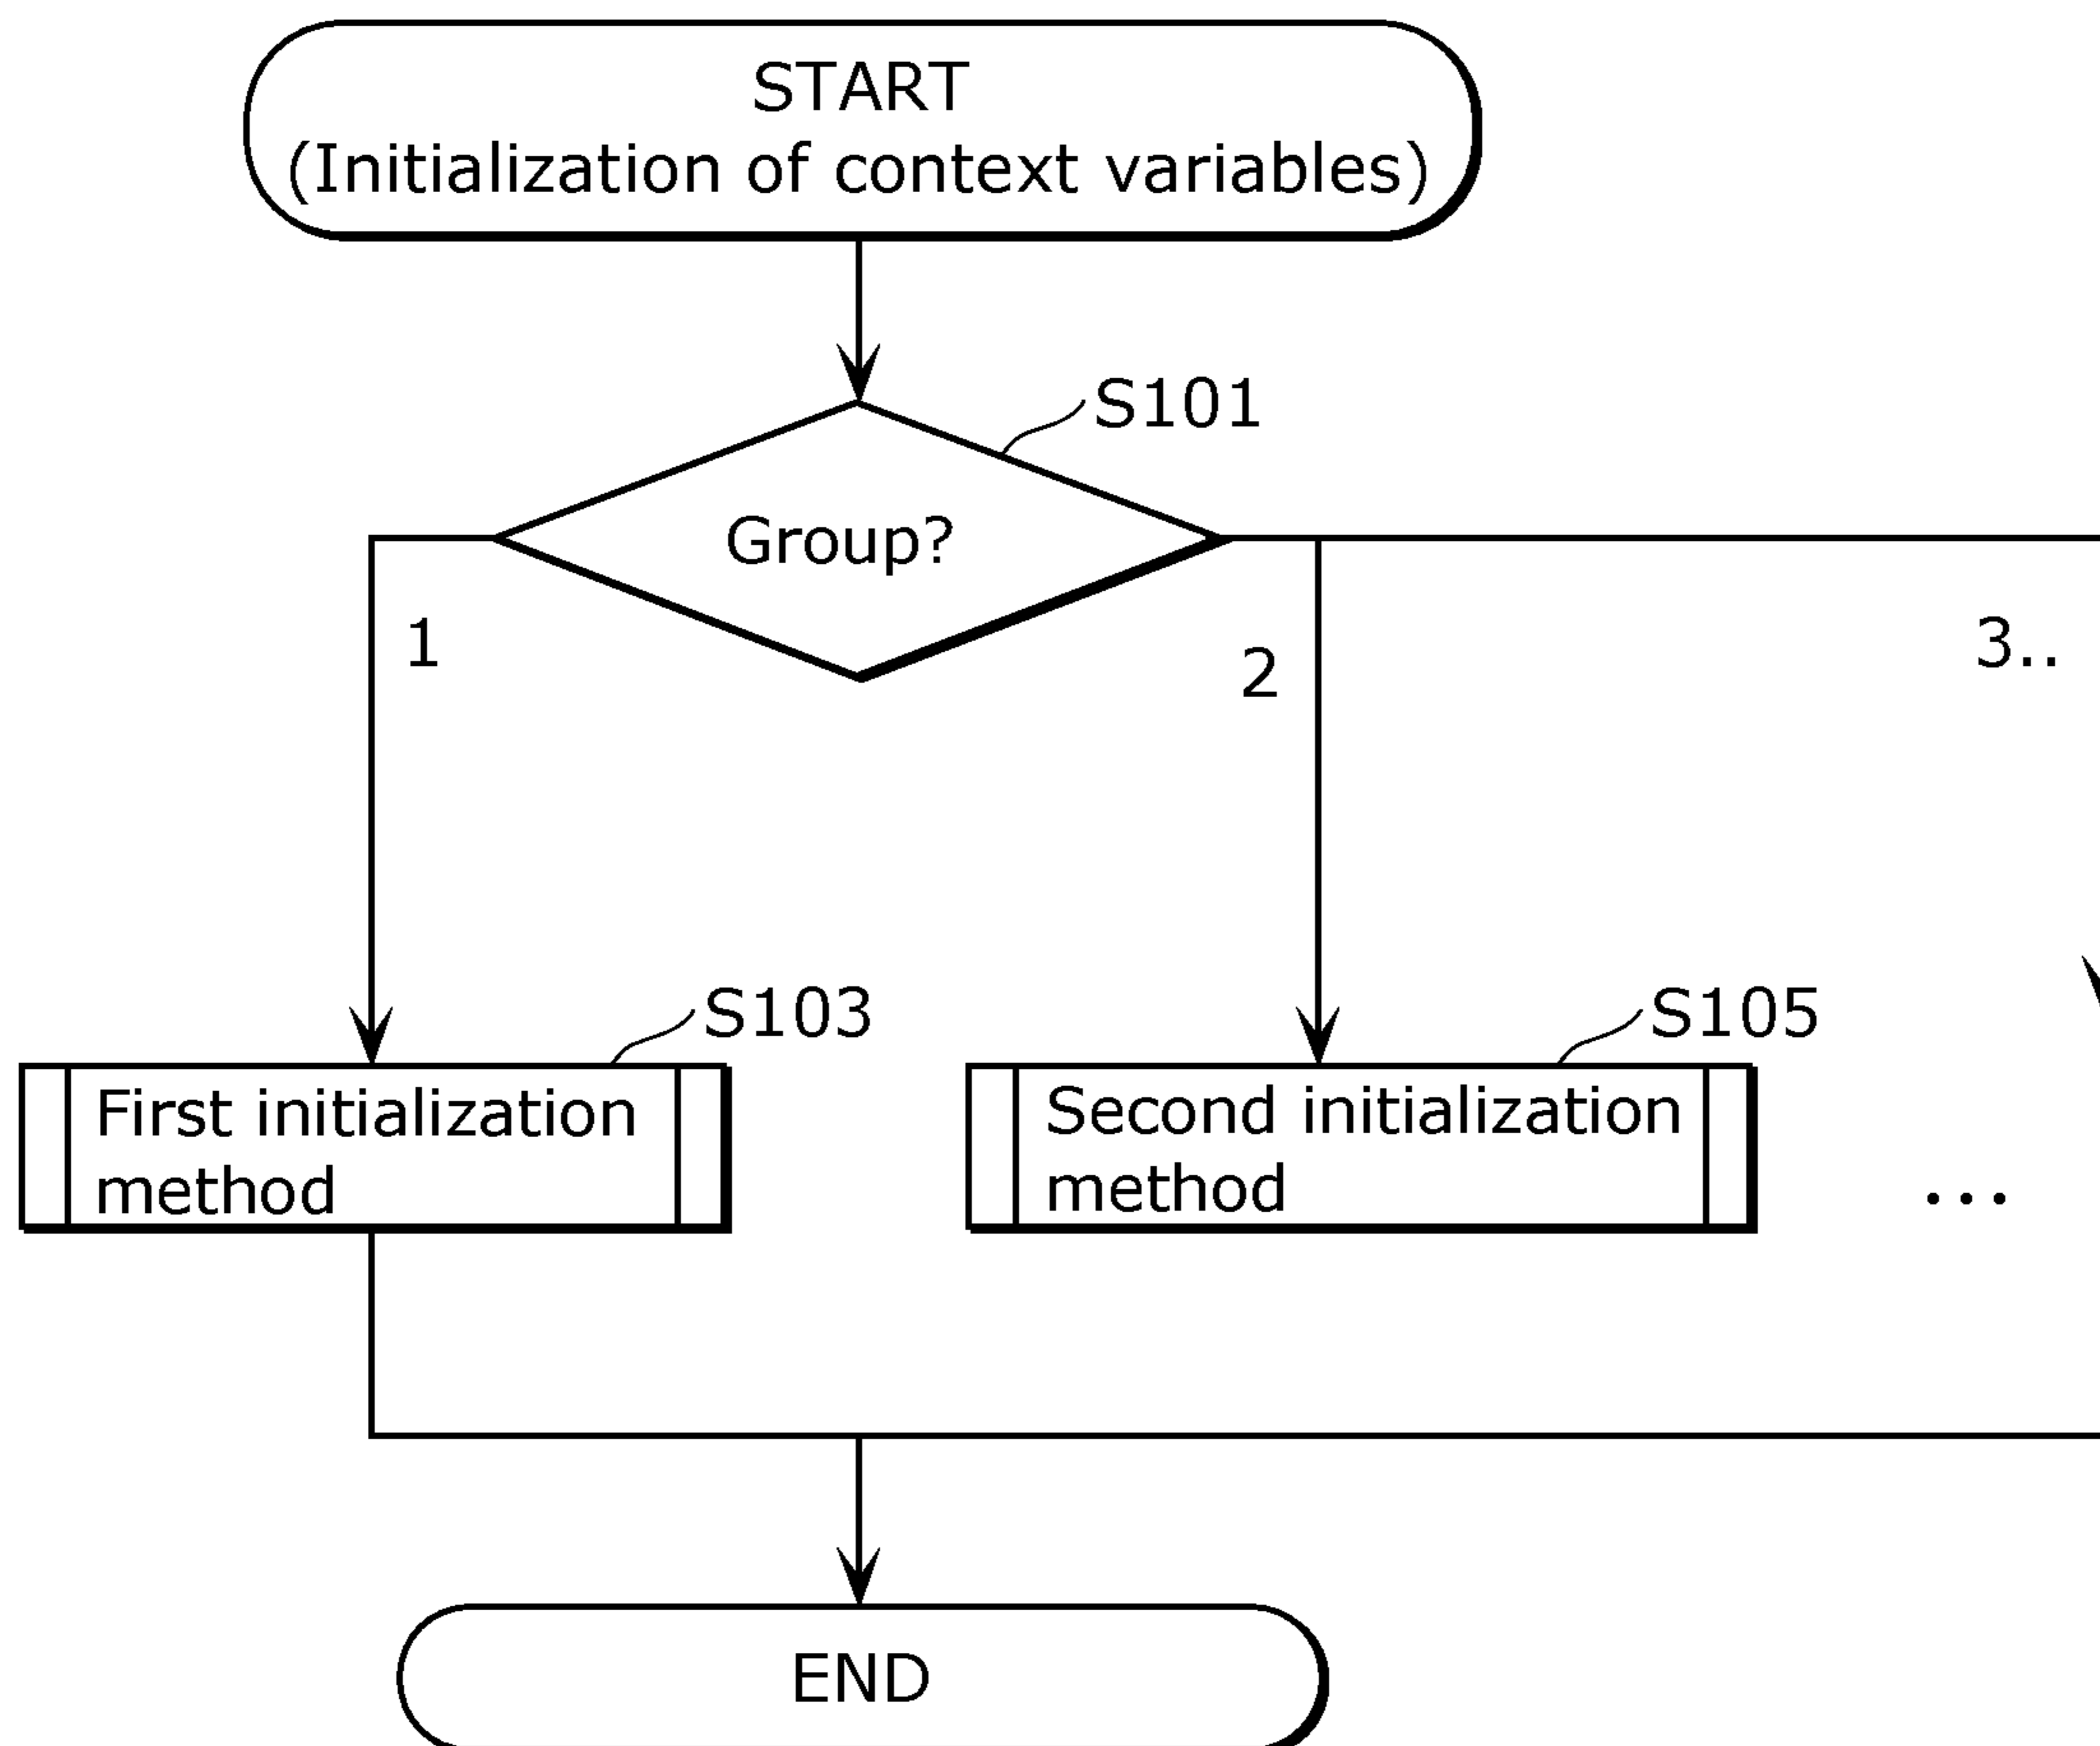 START
(Initialization of context variables)
S101
Group?
1
2
3..
S103
S105
First initialization
method
Second initialization
method
...
END